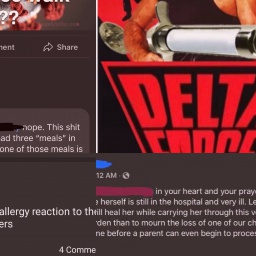 ??
ment
Share
nope. This shit
ad three “meals” in
one of those meals is
DELTA
12 AM ·
in your heart and your praye
e herself is still in the hospital and very ill. Le
ill heal her while carrying her through this v
den than to mourn the loss of one of our ch
ne before a parent can even begin to proces
allergy reaction to th
ers
4 Comme